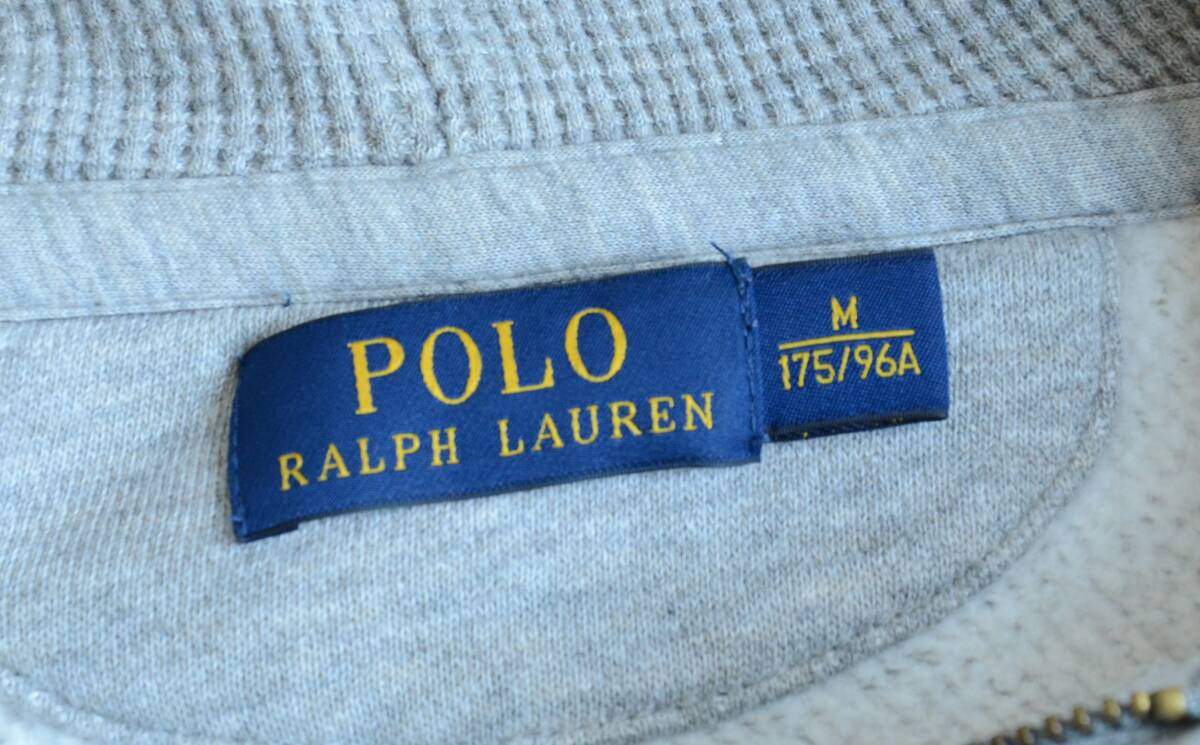 POLO
RALPH LAUREN
M
175/96A